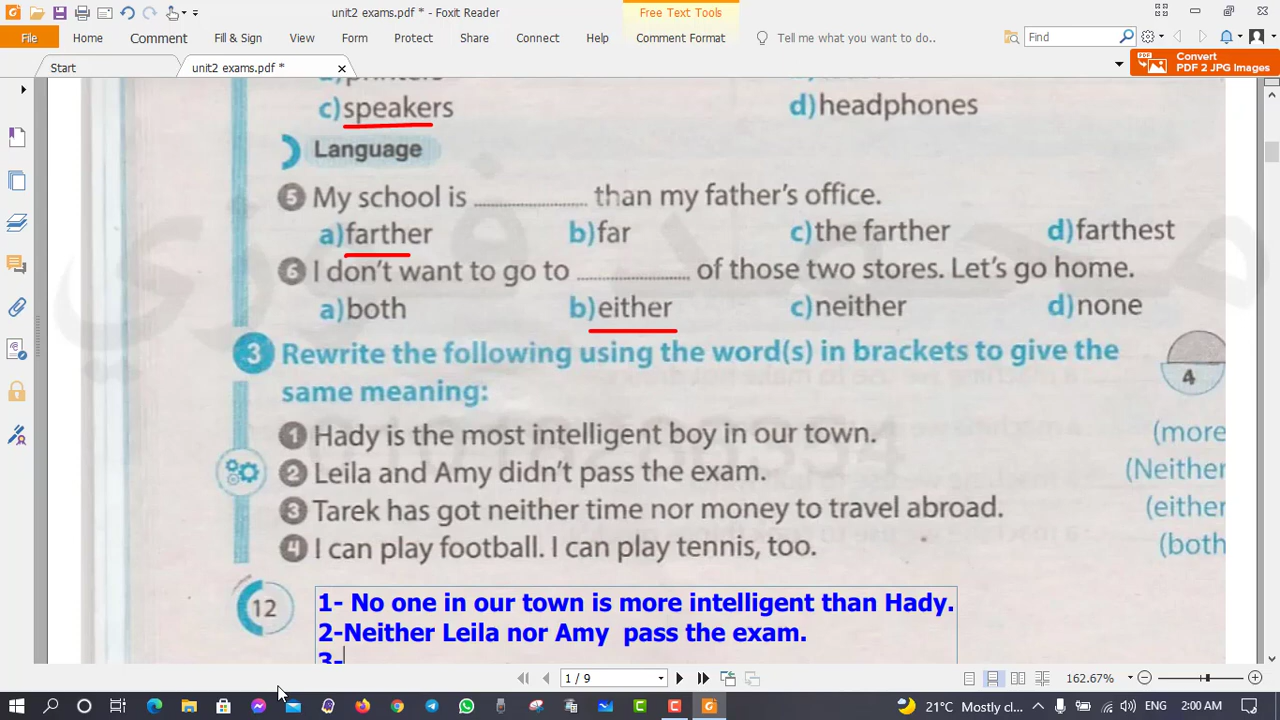 unit2 exams.pdf * - Foxit Reader
Free Text Tools
File Home Comment Fill & Sign View Form Protect Share Connect Help Comment Format Tell me what you want to do.. Find
Start unit2 exams.pdf * Convert
PDF 2 JPG Images
c) speakers d) headphones
Language
5 My school is .................... than my father's office.
a) farther b) far c) the farther d) farthest
6 I don't want to go to .................... of those two stores. Let's go home.
a) both b) either c) neither d) none
3 Rewrite the following using the word(s) in brackets to give the
same meaning:
4
1 Hady is the most intelligent boy in our town. (more
2 Leila and Amy didn't pass the exam. (Neither
3 Tarek has got neither time nor money to travel abroad. (either
4 I can play football. I can play tennis, too. (both
12
1- No one in our town is more intelligent than Hady.
2-Neither Leila nor Amy  pass the exam.
3-
1 / 9 162.67%
21°C Mostly cl... ENG 2:00 AM